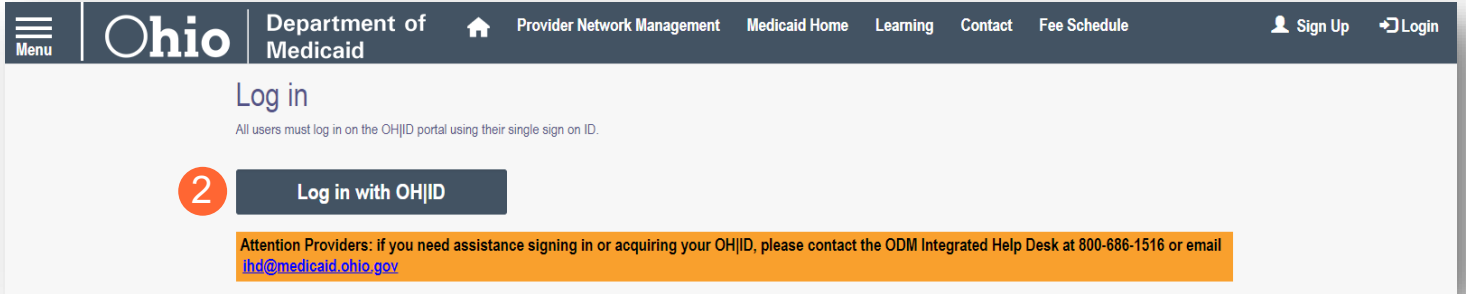 Menu
Ohio
Department of
Medicaid
Provider Network Management Medicaid Home Learning Contact Fee Schedule Sign Up Login
Log in
All users must log in on the OH|ID portal using their single sign on ID.
2
Log in with OH|ID
Attention Providers: if you need assistance signing in or acquiring your OH|ID, please contact the ODM Integrated Help Desk at 800-686-1516 or email
ihd@medicaid.ohio.gov